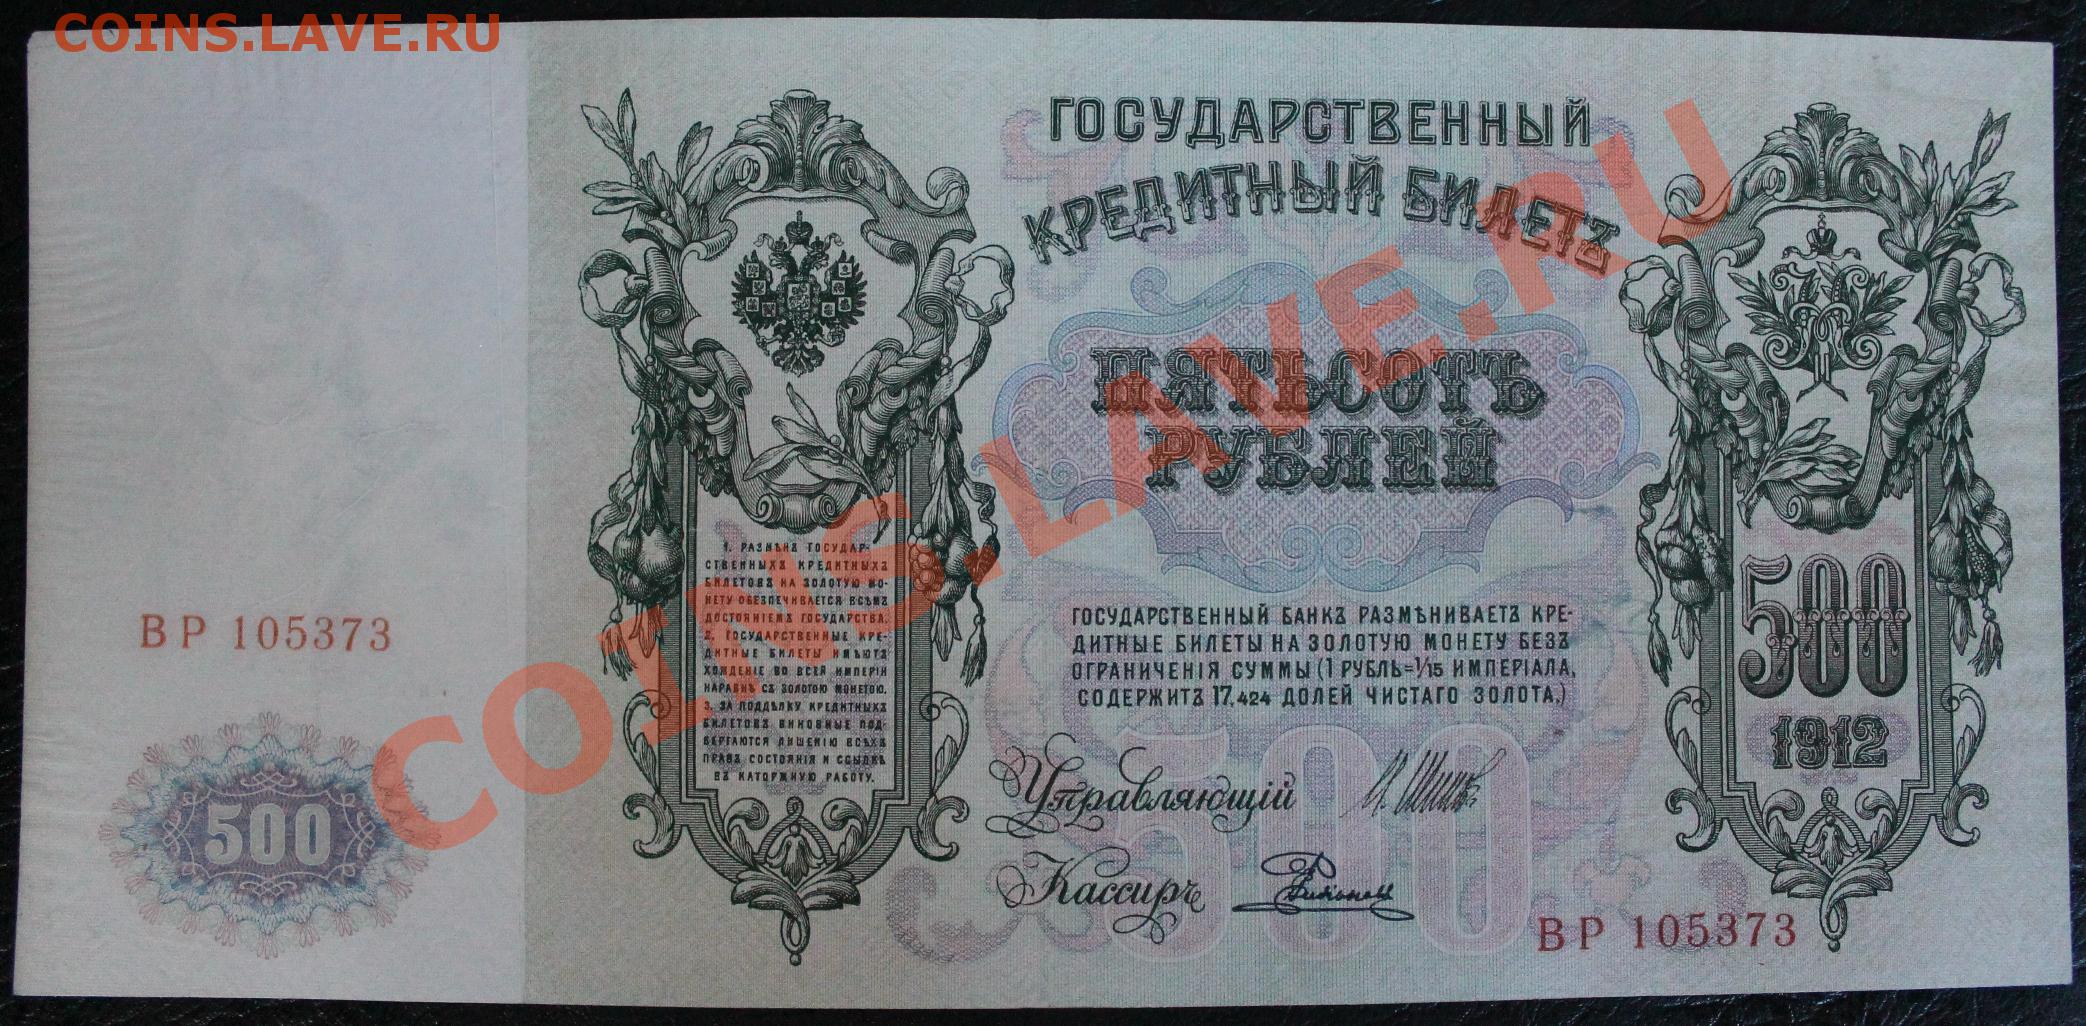 COINS.LAVE.RU
ГОСУДАРСТВЕННЫЙ
КРЕДИТНЫЙ БИЛЕТЪ
ПЯТЬСОТЪ
РУБЛЕЙ
1. РАЗМѢНЪ ГОСУДАР-
СТВЕННЫХЪ КРЕДИТНЫХЪ
БИЛЕТОВЪ НА ЗОЛОТУЮ МО-
НЕТУ ОБЕЗПЕЧИВАЕТСЯ ВСѢМЪ
ДОСТОЯНІЕМЪ ГОСУДАРСТВА.
2. ГОСУДАРСТВЕННЫЕ КРЕ-
ДИТНЫЕ БИЛЕТЫ ИМѢЮТЪ
ХОЖДЕНІЕ ВО ВСЕЙ ИМПЕРІИ
НАРАВНѢ СЪ ЗОЛОТОЮ МОНЕТОЮ.
3. ЗА ПОДДѢЛКУ КРЕДИТНЫХЪ
БИЛЕТОВЪ ВИНОВНЫЕ ПОД-
ВЕРГАЮТСЯ ЛИШЕНІЮ ВСѢХЪ
ПРАВЪ СОСТОЯНІЯ И ССЫЛКѢ
ВЪ КАТОРЖНУЮ РАБОТУ.
ГОСУДАРСТВЕННЫЙ БАНКЪ РАЗМѢНИВАЕТЪ КРЕ-
ДИТНЫЕ БИЛЕТЫ НА ЗОЛОТУЮ МОНЕТУ БЕЗЪ
ОГРАНИЧЕНІЯ СУММЫ (1 РУБЛЬ=1/15 ИМПЕРІАЛА,
СОДЕРЖИТЪ 17,424 ДОЛЕЙ ЧИСТАГО ЗОЛОТА.)
500
1912
Управляющій
Кассиръ
500
ВР 105373
500
ВР 105373
COINS.LAVE.RU